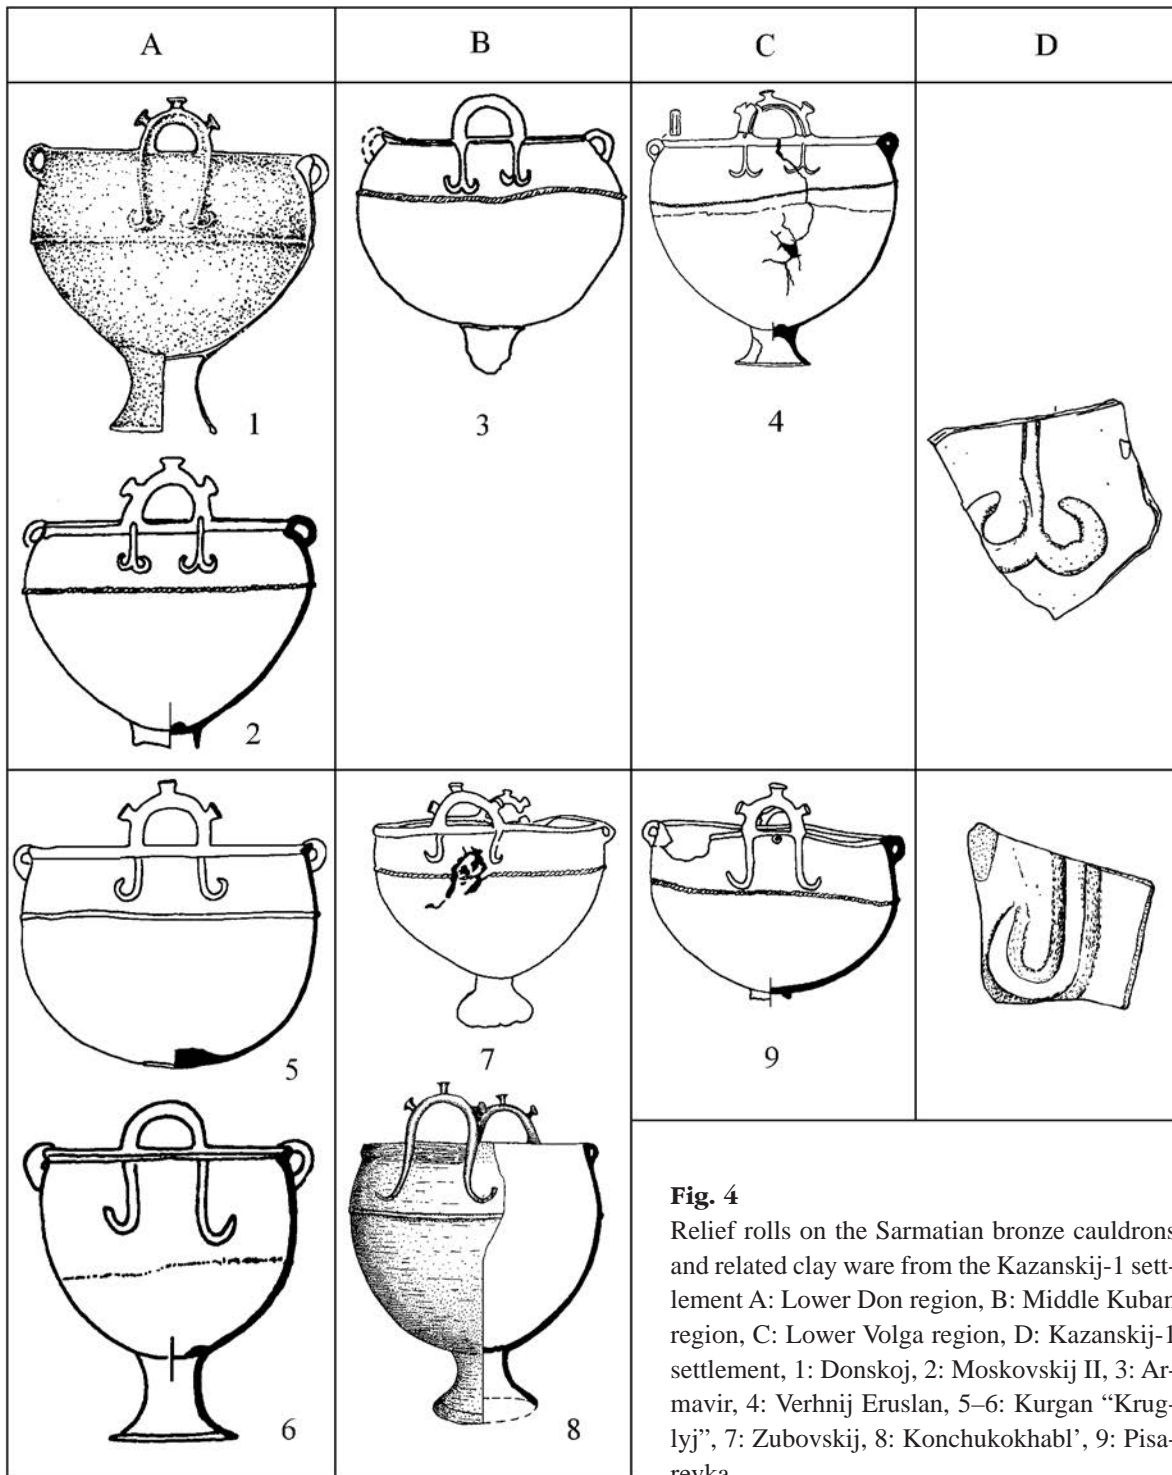 A B C D
1
2
3
4
5
6
7
8
9
Fig. 4
Relief rolls on the Sarmatian bronze cauldrons
and related clay ware from the Kazanskij-1 sett-
lement A: Lower Don region, B: Middle Kuban
region, C: Lower Volga region, D: Kazanskij-1
settlement, 1: Donskoj, 2: Moskovskij II, 3: Ar-
mavir, 4: Verhnij Eruslan, 5–6: Kurgan “Krug-
lyj”, 7: Zubovskij, 8: Konchukokhabl’, 9: Pisa-
revka